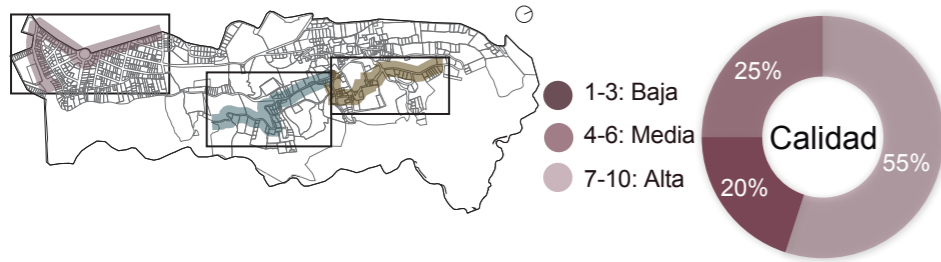 1-3: Baja
4-6: Media
7-10: Alta
25%
Calidad
55%
20%